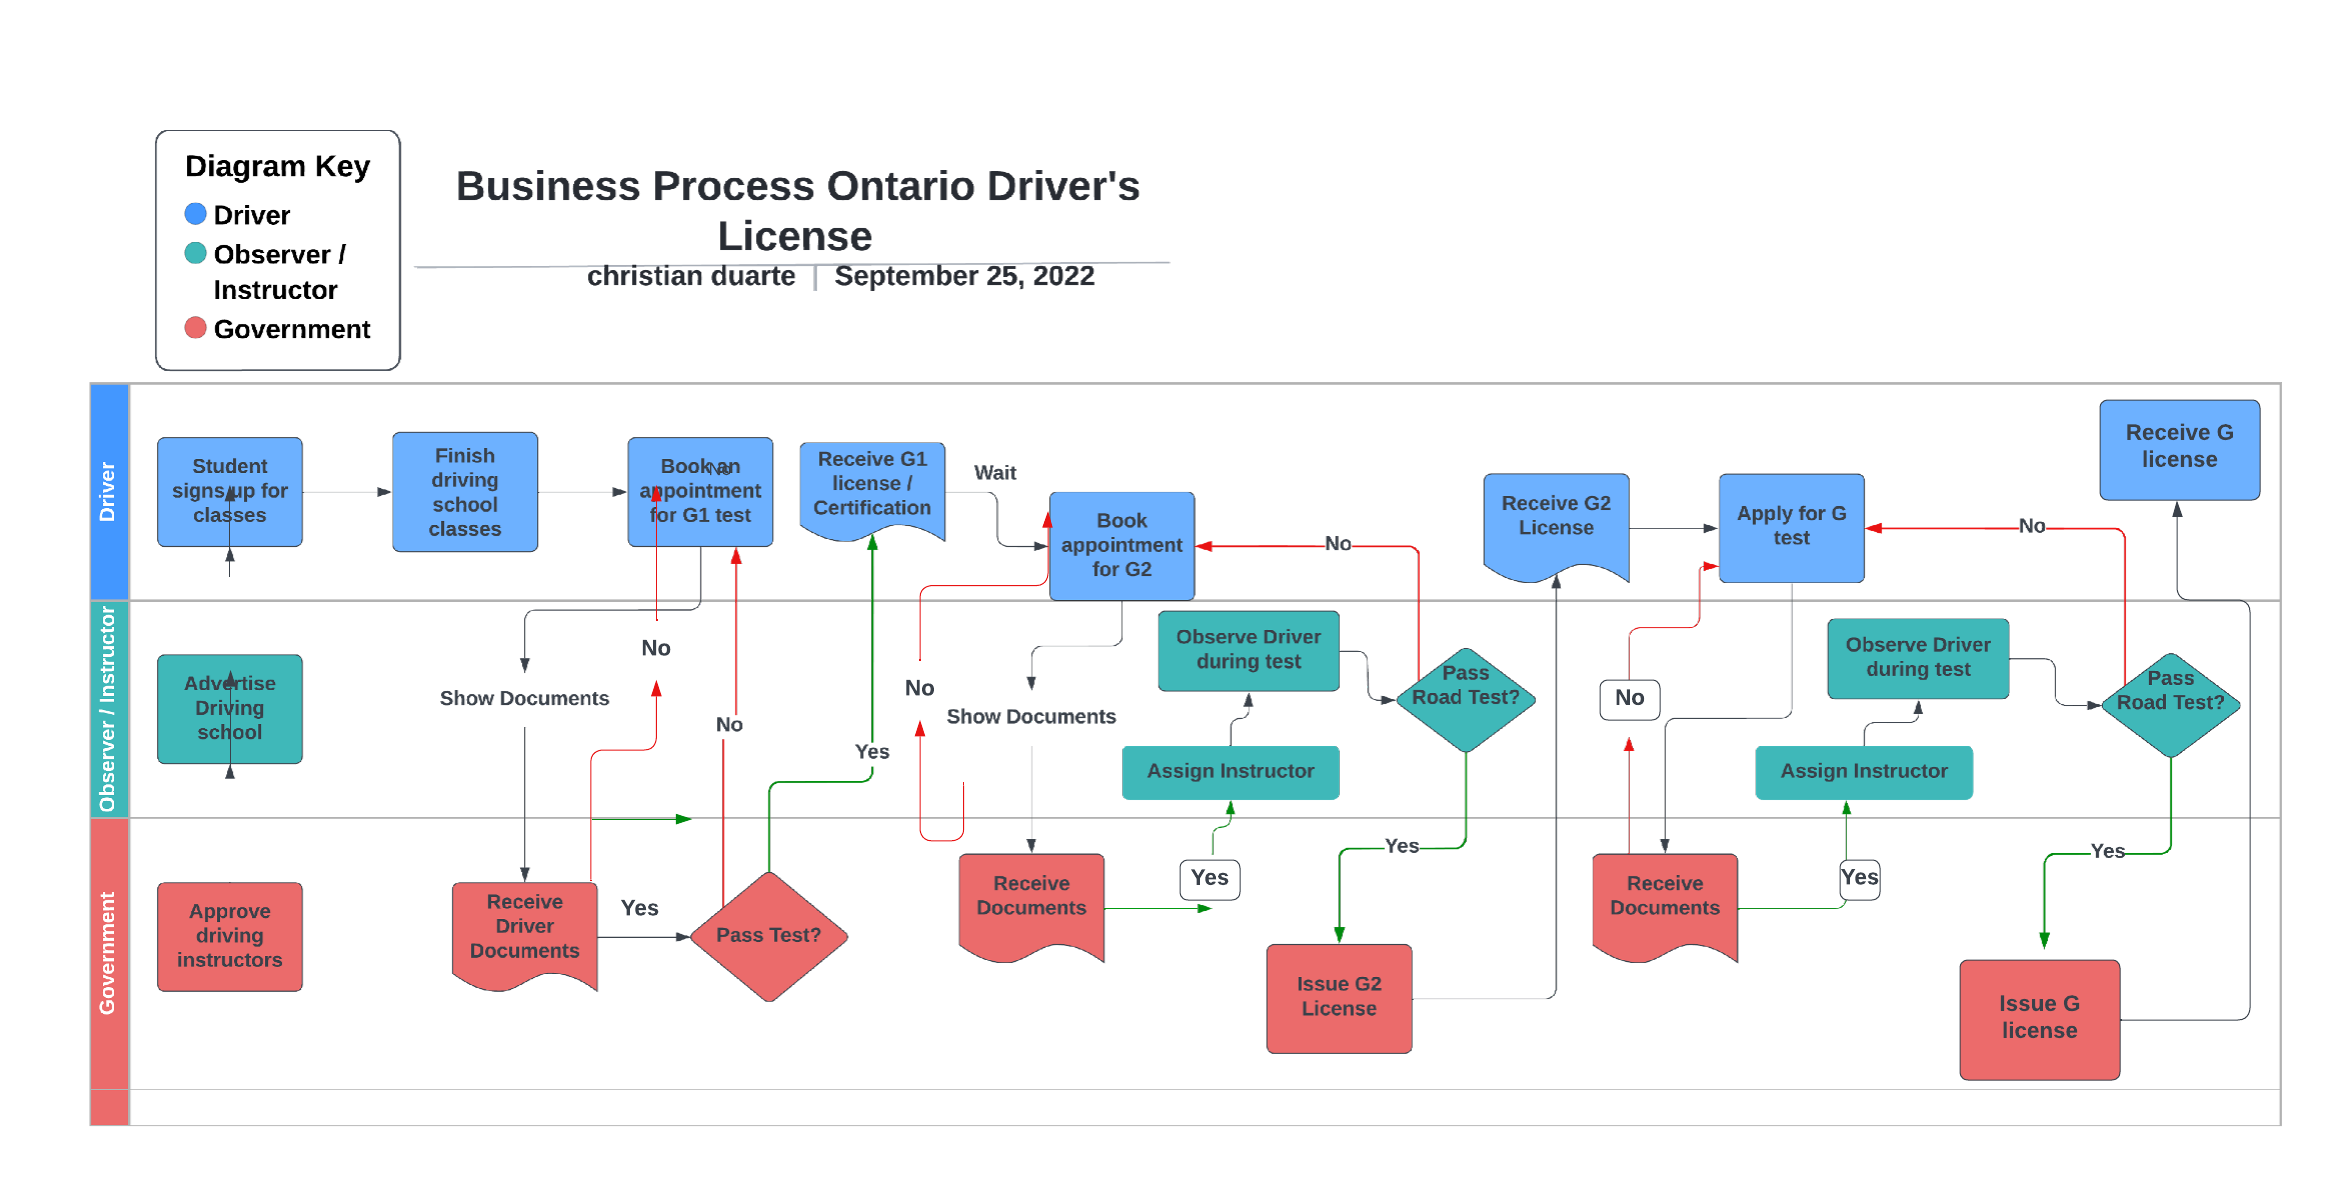 Diagram Key
Driver
Observer /
Instructor
Government
Business Process Ontario Driver's
License
christian duarte | September 25, 2022
Driver
Student
signs up for
classes
Finish
driving
school
classes
Book an
appointment
for G1 test
No
Receive G1
license /
Certification
Wait
Book
appointment
for G2
No
Receive G2
License
Apply for G
test
No
Receive G
license
Observer / Instructor
Advertise
Driving
school
Show Documents
No
No
Yes
No
Show Documents
Observe Driver
during test
Assign Instructor
Pass
Road Test?
No
Observe Driver
during test
Assign Instructor
Pass
Road Test?
Government
Approve
driving
instructors
Receive
Driver
Documents
Yes
Pass Test?
Receive
Documents
Yes
Yes
Issue G2
License
Receive
Documents
Yes
Yes
Issue G
license